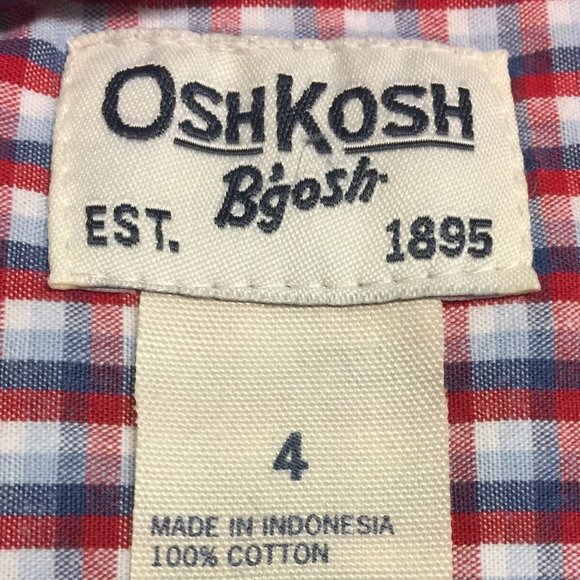 OSHKOSH
B'gosh
EST. 1895
4
MADE IN INDONESIA
100% COTTON